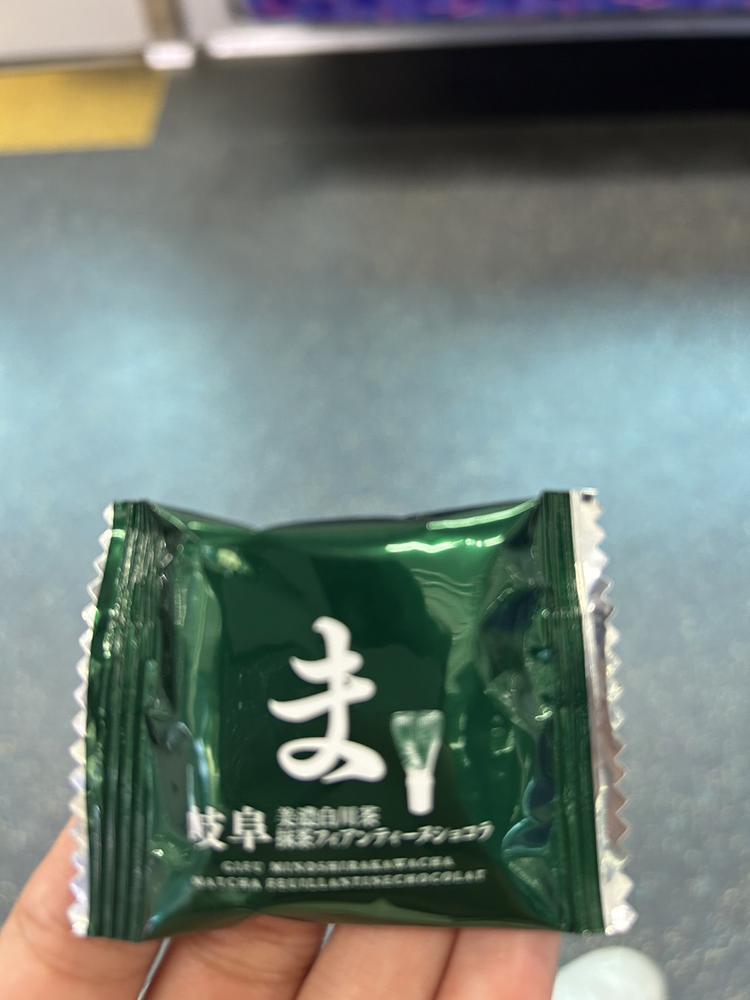 ま
岐阜
美濃白川茶
抹茶フィアンティーヌショコラ
GIFU MINOSHIRAKAWACHA
MATCHA FEUILLANTINECHOCOLAT